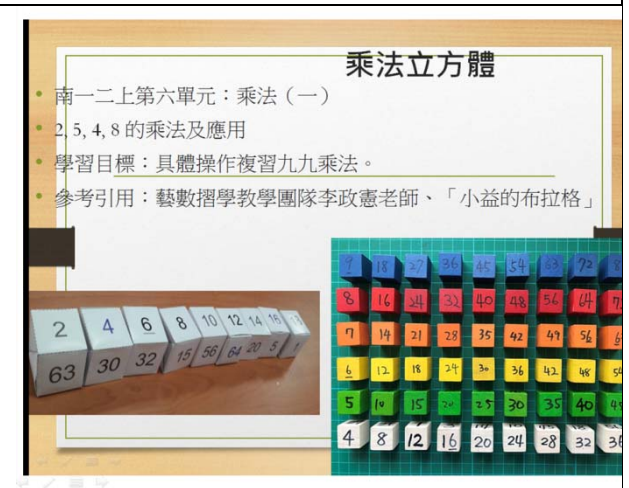 乘法立方體
南一二上第六單元：乘法（一）
2, 5, 4, 8 的乘法及應用
學習目標：具體操作複習九九乘法。
參考引用：藝數摺學教學團隊李政憲老師、「小益的布拉格」
2 4 6 8 10 12 14 16 18
63 30 32 15 56 64 20 5 1
9 18 27 36 45 54 63 72
8 16 24 32 40 48 56 64
7 14 21 28 35 42 49 56
6 12 18 24 30 36 42 48 54
5 10 15 20 25 30 35 40 45
4 8 12 16 20 24 28 32 36